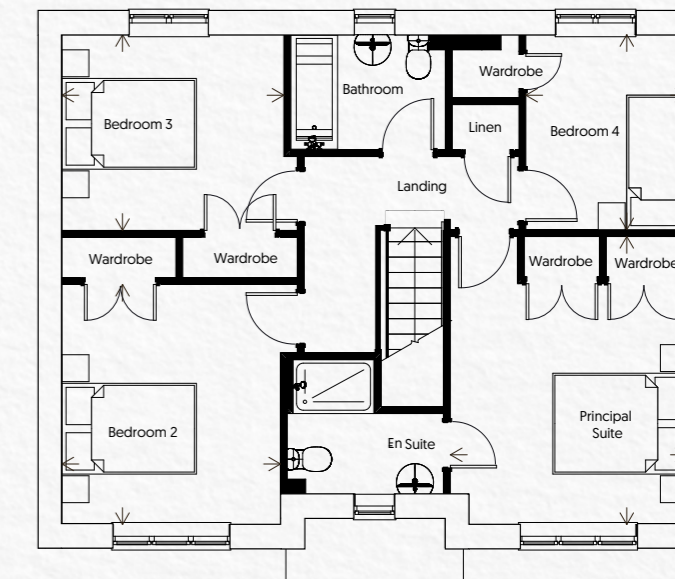 Wardrobe
Bathroom
Bedroom 3
Linen
Bedroom 4
Landing
Wardrobe
Wardrobe
Wardrobe
Wardrobe
Principal
Suite
Bedroom 2
En Suite